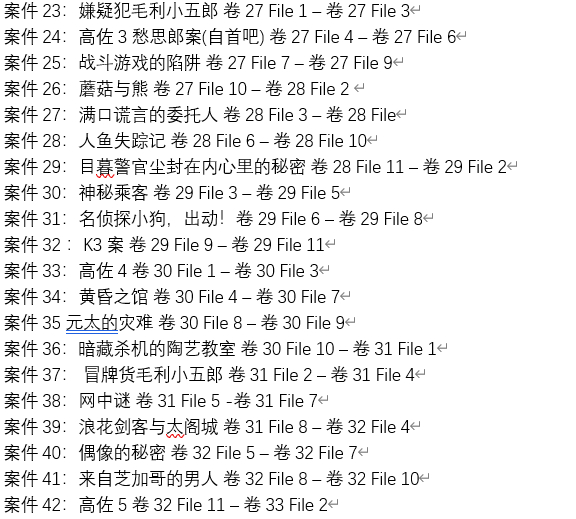 案件 23：嫌疑犯毛利小五郎 卷 27 File 1 – 卷 27 File 3
案件 24：高佐 3 愁思郎案(自首吧) 卷 27 File 4 – 卷 27 File 6
案件 25：战斗游戏的陷阱 卷 27 File 7 – 卷 27 File 9
案件 26：蘑菇与熊 卷 27 File 10 – 卷 28 File 2
案件 27：满口谎言的委托人 卷 28 File 3 – 卷 28 File
案件 28：人鱼失踪记 卷 28 File 6 – 卷 28 File 10
案件 29：目暮警官尘封在内心里的秘密 卷 28 File 11 – 卷 29 File 2
案件 30：神秘乘客 卷 29 File 3 – 卷 29 File 5
案件 31：名侦探小狗，出动！卷 29 File 6 – 卷 29 File 8
案件 32 ：K3 案 卷 29 File 9 – 卷 29 File 11
案件 33：高佐 4 卷 30 File 1 – 卷 30 File 3
案件 34：黄昏之馆 卷 30 File 4 – 卷 30 File 7
案件 35 元太的灾难 卷 30 File 8 – 卷 30 File 9
案件 36：暗藏杀机的陶艺教室 卷 30 File 10 – 卷 31 File 1
案件 37： 冒牌货毛利小五郎 卷 31 File 2 – 卷 31 File 4
案件 38：网中谜 卷 31 File 5 -卷 31 File 7
案件 39：浪花剑客与太阁城 卷 31 File 8 – 卷 32 File 4
案件 40：偶像的秘密 卷 32 File 5 – 卷 32 File 7
案件 41：来自芝加哥的男人 卷 32 File 8 – 卷 32 File 10
案件 42：高佐 5 卷 32 File 11 – 卷 33 File 2